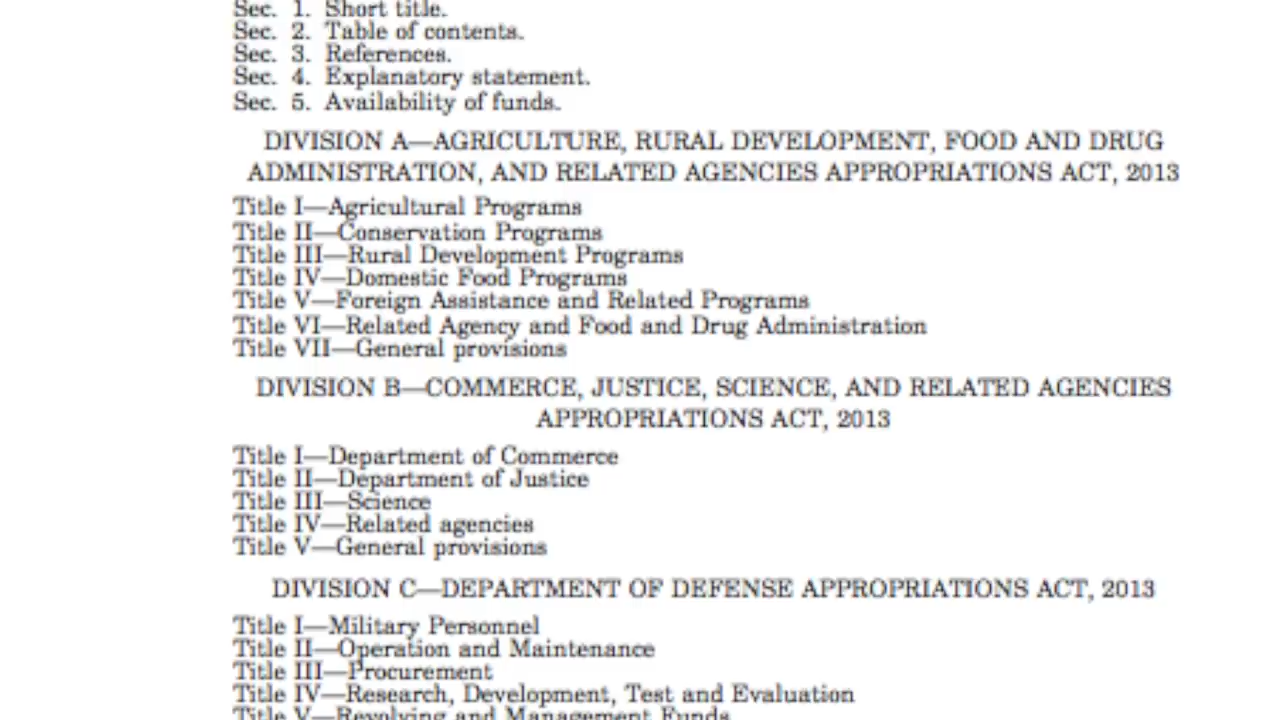 Sec. 1. Short title.
Sec. 2. Table of contents.
Sec. 3. References.
Sec. 4. Explanatory statement.
Sec. 5. Availability of funds.
DIVISION A—AGRICULTURE, RURAL DEVELOPMENT, FOOD AND DRUG
ADMINISTRATION, AND RELATED AGENCIES APPROPRIATIONS ACT, 2013
Title I—Agricultural Programs
Title II—Conservation Programs
Title III—Rural Development Programs
Title IV—Domestic Food Programs
Title V—Foreign Assistance and Related Programs
Title VI—Related Agency and Food and Drug Administration
Title VII—General provisions
DIVISION B—COMMERCE, JUSTICE, SCIENCE, AND RELATED AGENCIES
APPROPRIATIONS ACT, 2013
Title I—Department of Commerce
Title II—Department of Justice
Title III—Science
Title IV—Related agencies
Title V—General provisions
DIVISION C—DEPARTMENT OF DEFENSE APPROPRIATIONS ACT, 2013
Title I—Military Personnel
Title II—Operation and Maintenance
Title III—Procurement
Title IV—Research, Development, Test and Evaluation
Title V—Revolving and Management Funds